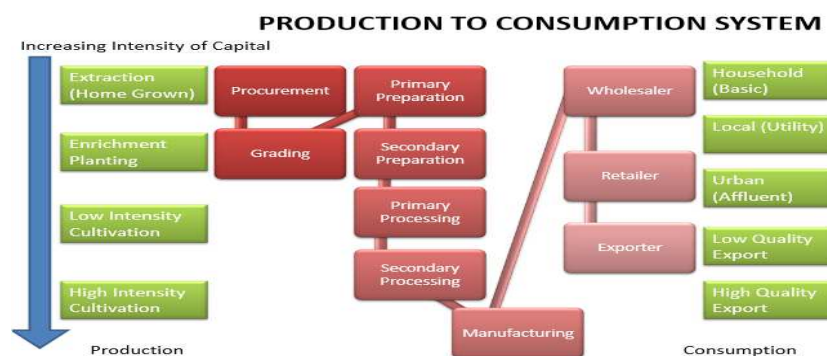 PRODUCTION TO CONSUMPTION SYSTEM
Increasing Intensity of Capital
Extraction
(Home Grown)
Enrichment
Planting
Low Intensity
Cultivation
High Intensity
Cultivation
Production
Procurement
Grading
Primary
Preparation
Secondary
Preparation
Primary
Processing
Secondary
Processing
Manufacturing
Wholesaler
Retailer
Exporter
Household
(Basic)
Local (Utility)
Urban
(Affluent)
Low Quality
Export
High Quality
Export
Consumption